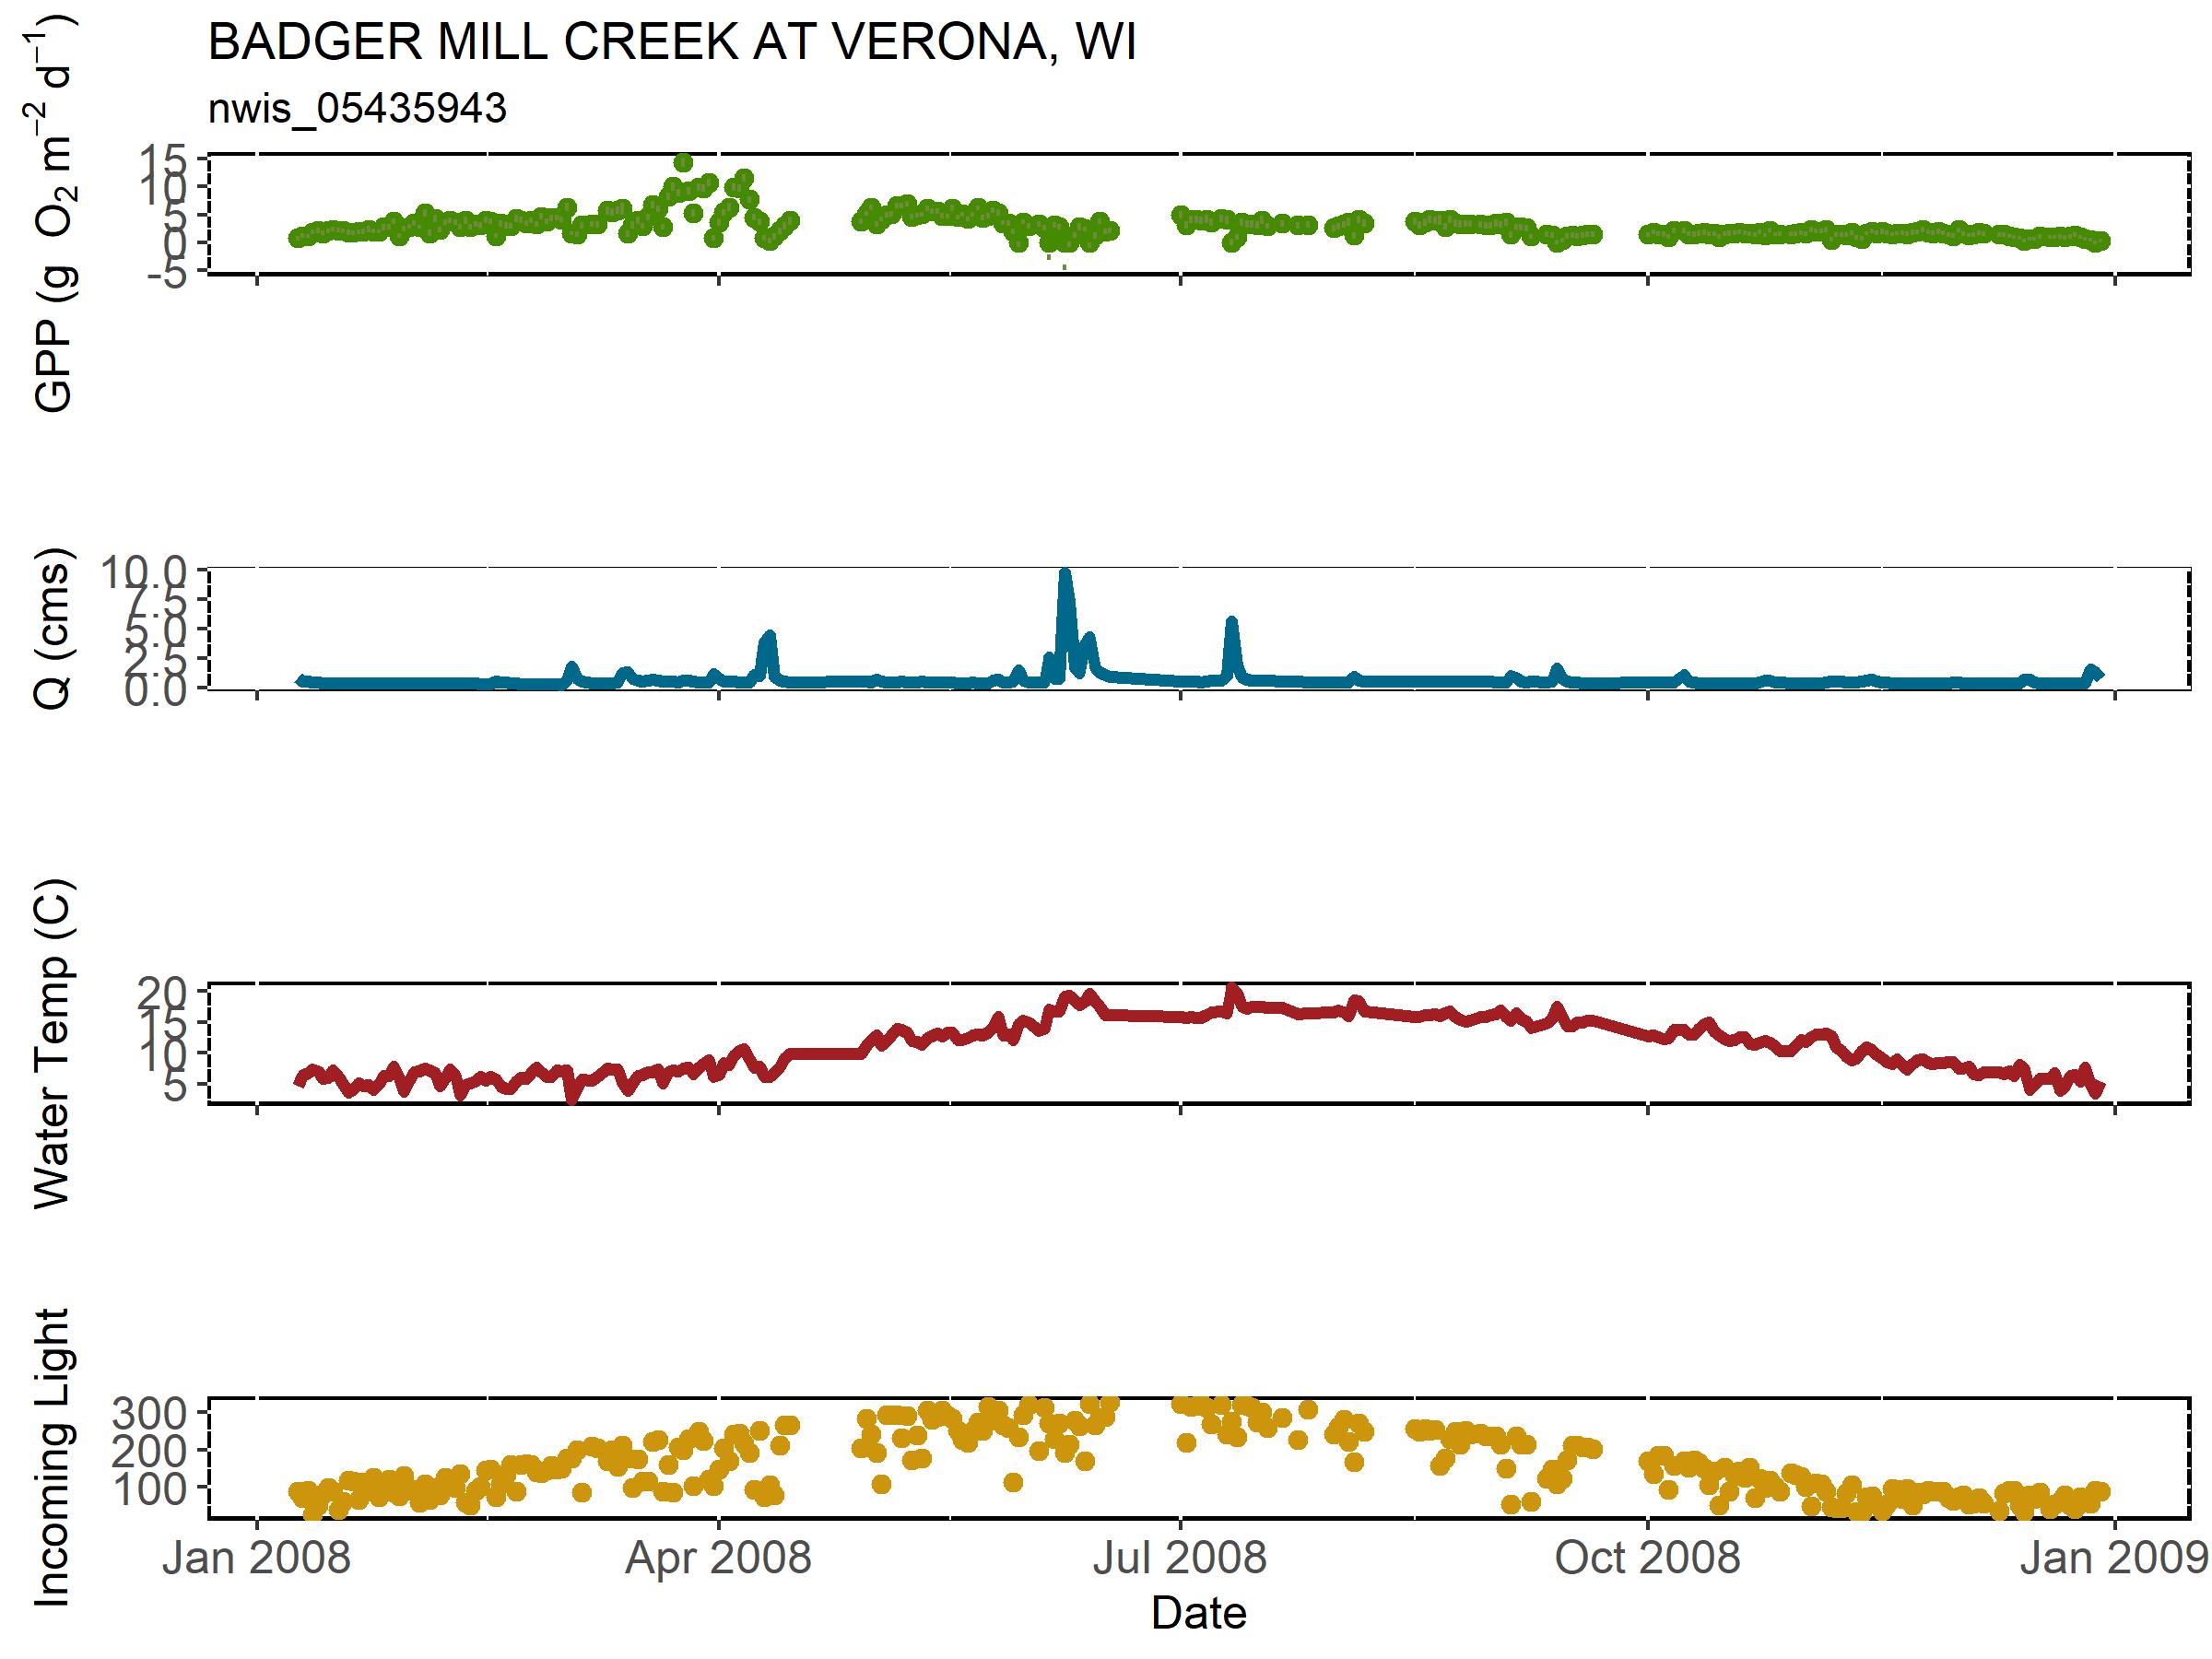 BADGER MILL CREEK AT VERONA, WI
nwis_05435943
GPP (g O₂ m⁻² d⁻¹)
15
10
5
0
-5
Q (cms)
10.0
7.5
5.0
2.5
0.0
Water Temp (C)
20
15
10
5
Incoming Light
300
200
100
Jan 2008 Apr 2008 Jul 2008 Oct 2008 Jan 2009
Date